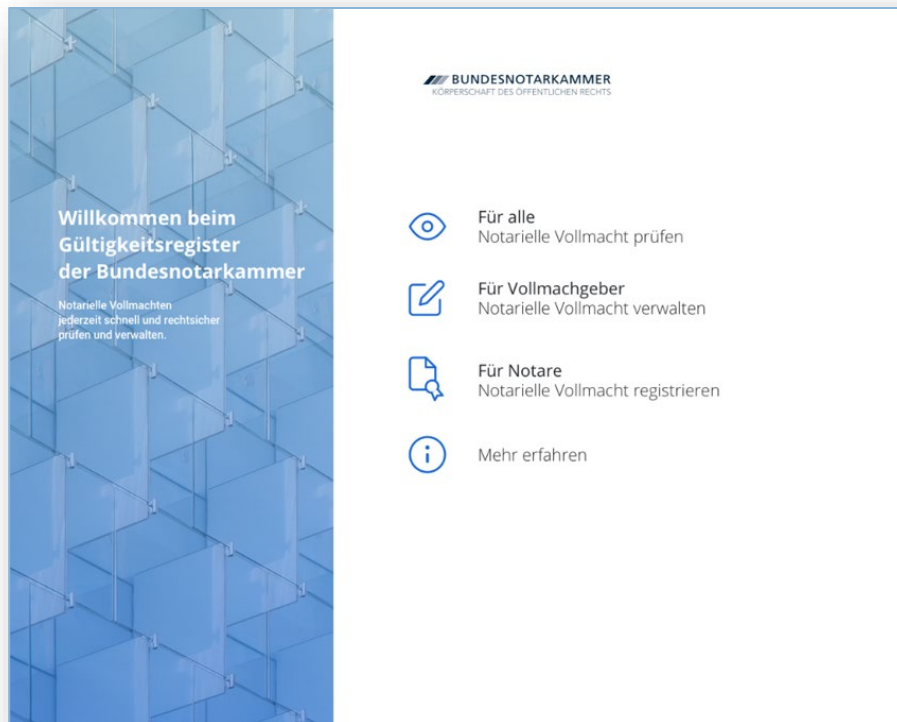 BUNDESNOTARKAMMER
KÖRPERSCHAFT DES ÖFFENTLICHEN RECHTS
Willkommen beim
Gültigkeitsregister
der Bundesnotarkammer
Notarielle Vollmachten
jederzeit schnell und rechtsicher
prüfen und verwalten.
Für alle
Notarielle Vollmacht prüfen
Für Vollmachgeber
Notarielle Vollmacht verwalten
Für Notare
Notarielle Vollmacht registrieren
Mehr erfahren